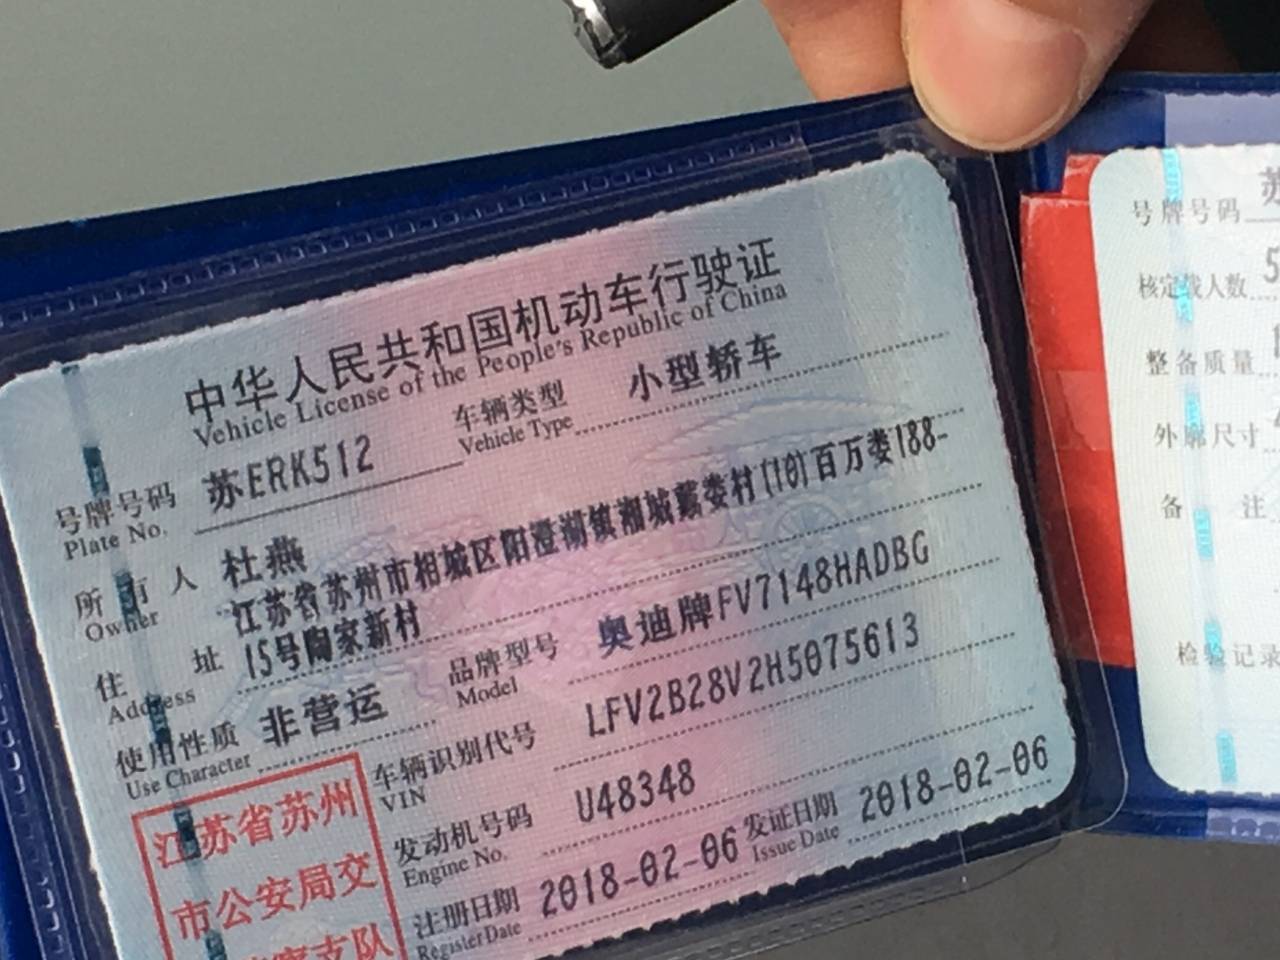 中华人民共和国机动车行驶证
Vehicle License of the People's Republic of China
号牌号码 苏ERK512 车辆类型 小型轿车
Plate No. Vehicle Type
所有人 杜燕
Owner
住址 江苏省苏州市相城区阳澄湖镇湘城戴娄村(10)百万娄188-
Address 15号陶家新村
使用性质 非营运 品牌型号 奥迪牌FV7148HADBG
Use Character Model
车辆识别代号 LFV2B28V2H5075613
VIN
发动机号码 U48348
Engine No.
注册日期 2018-02-06 发证日期 2018-02-06
Register Date Issue Date
江苏省苏州
市公安局交
支队
号牌号码 苏
核定载人数 5
整备质量
外廓尺寸
备注
检验记录